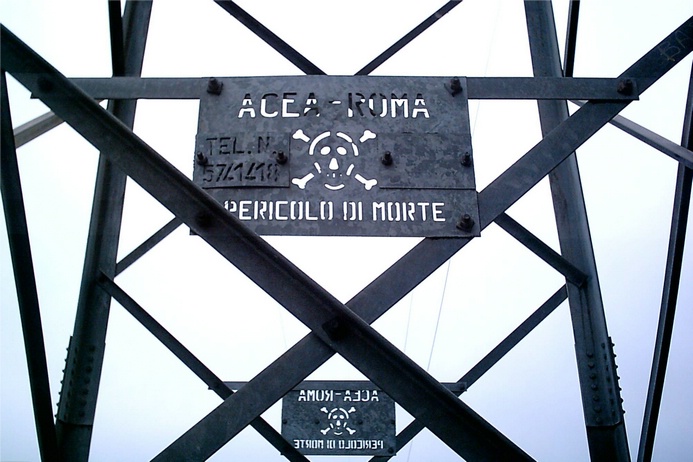 ACEA-ROMA
TEL. N.
5741418
PERICOLO DI MORTE
ACEA-ROMA
PERICOLO DI MORTE